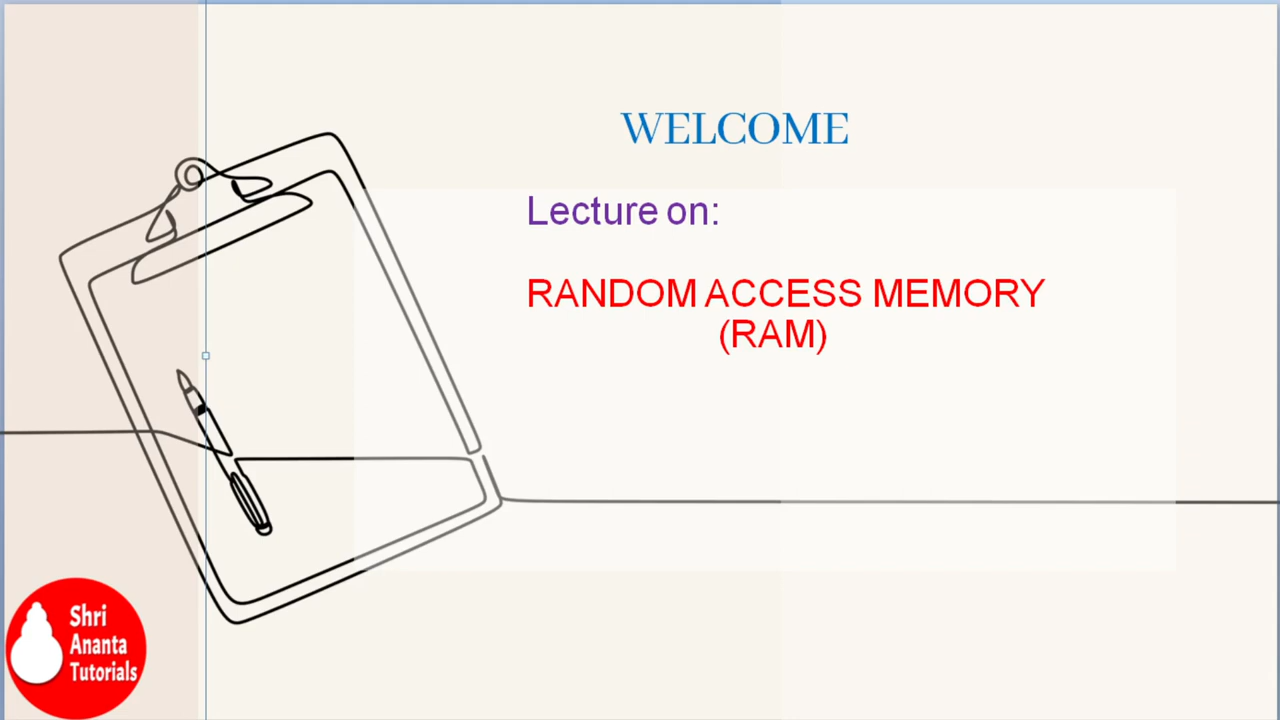 WELCOME
Lecture on:
RANDOM ACCESS MEMORY
(RAM)
Shri
Ananta
Tutorials